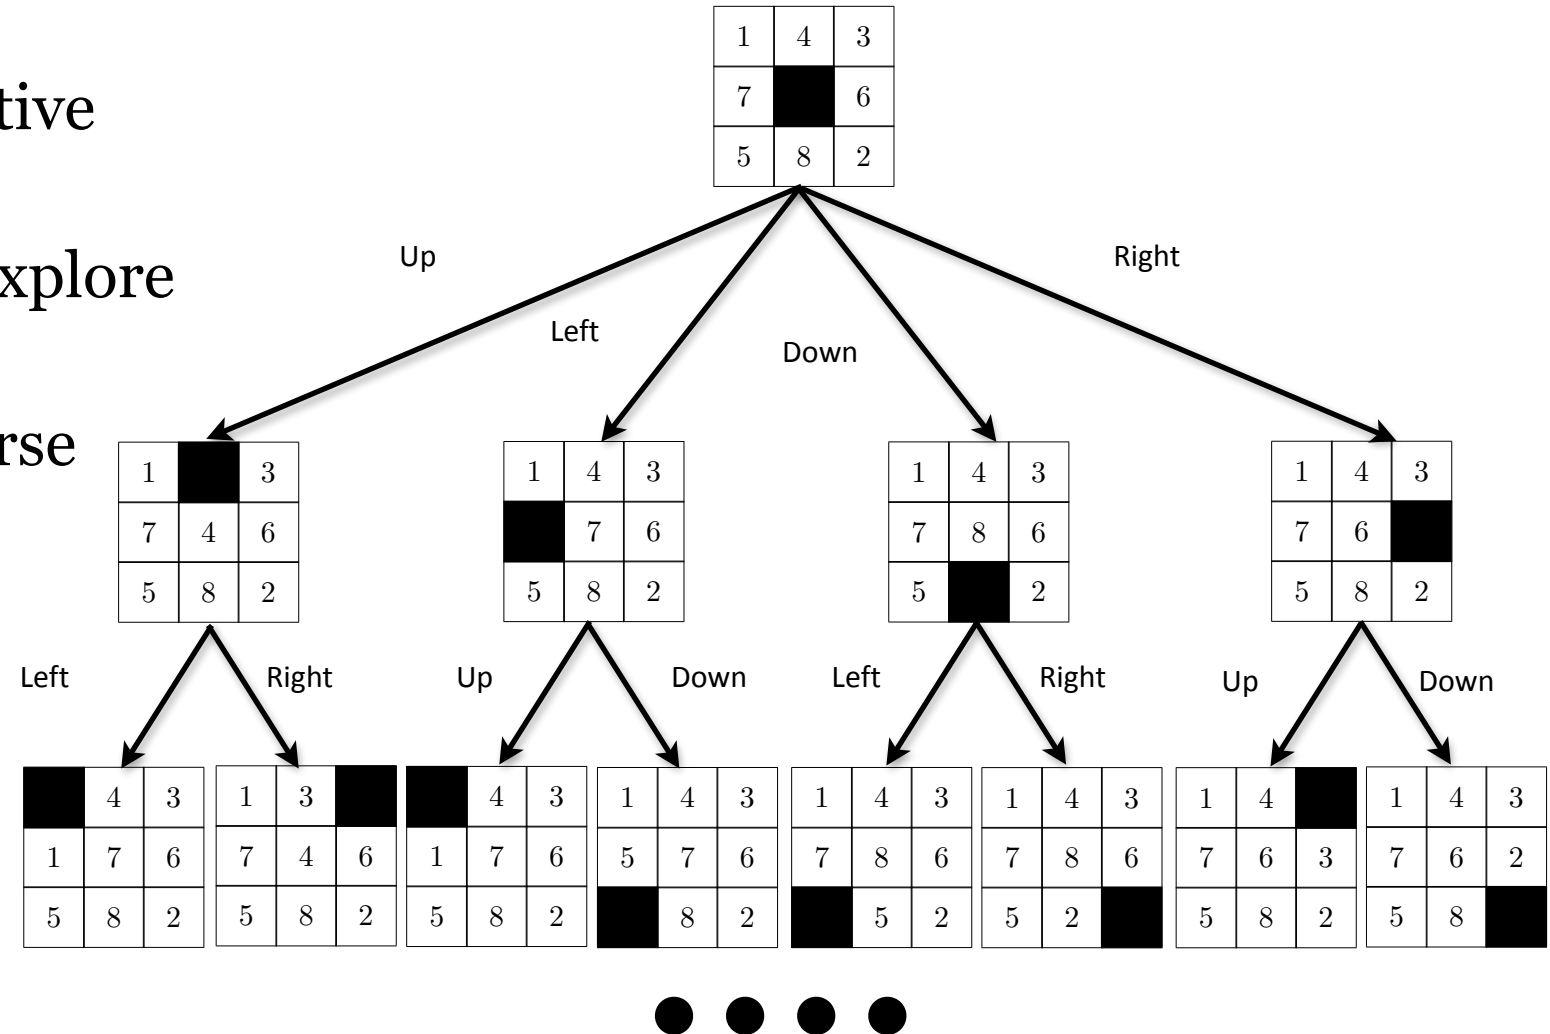 tive
xplore
rse
1 4 3
7 6
5 8 2
Up
Left
Down
Right
1 3
7 4 6
5 8 2
1 4 3
7 6
5 8 2
1 4 3
7 8 6
5 2
1 4 3
7 6
5 8 2
Left
Right
Up
Down
Left
Right
Up
Down
4 3
1 7 6
5 8 2
1 3
7 4 6
5 8 2
4 3
1 7 6
5 8 2
1 4 3
5 7 6
8 2
1 4 3
7 8 6
5 2
1 4 3
7 8 6
5 2
1 4
7 6 3
5 8 2
1 4 3
7 6 2
5 8